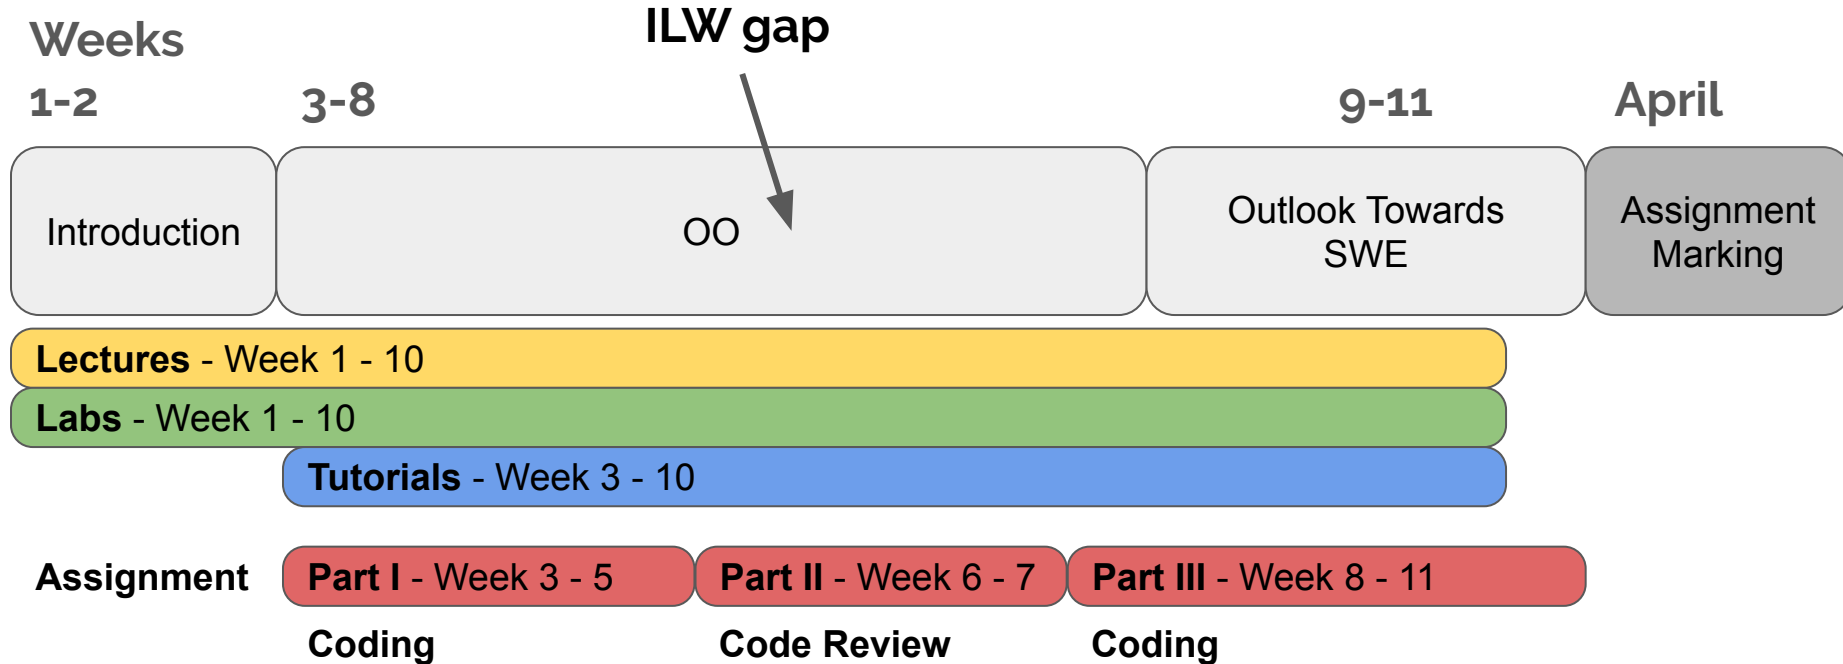 Weeks
ILW gap
1-2
3-8
9-11
April
Introduction
OO
Outlook Towards
SWE
Assignment
Marking
Lectures - Week 1 - 10
Labs - Week 1 - 10
Tutorials - Week 3 - 10
Assignment
Part I - Week 3 - 5
Part II - Week 6 - 7
Part III - Week 8 - 11
Coding
Code Review
Coding